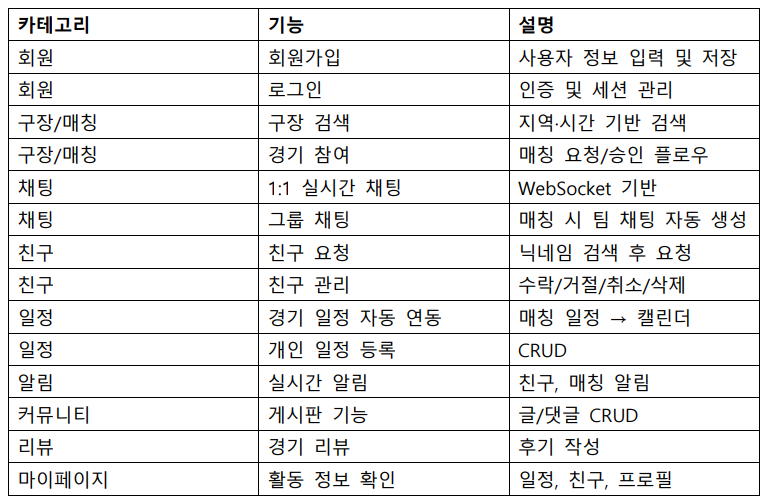 카테고리 기능 설명
회원 회원가입 사용자 정보 입력 및 저장
회원 로그인 인증 및 세션 관리
구장/매칭 구장 검색 지역·시간 기반 검색
구장/매칭 경기 참여 매칭 요청/승인 플로우
채팅 1:1 실시간 채팅 WebSocket 기반
채팅 그룹 채팅 매칭 시 팀 채팅 자동 생성
친구 친구 요청 닉네임 검색 후 요청
친구 친구 관리 수락/거절/취소/삭제
일정 경기 일정 자동 연동 매칭 일정 → 캘린더
일정 개인 일정 등록 CRUD
알림 실시간 알림 친구, 매칭 알림
커뮤니티 게시판 기능 글/댓글 CRUD
리뷰 경기 리뷰 후기 작성
마이페이지 활동 정보 확인 일정, 친구, 프로필